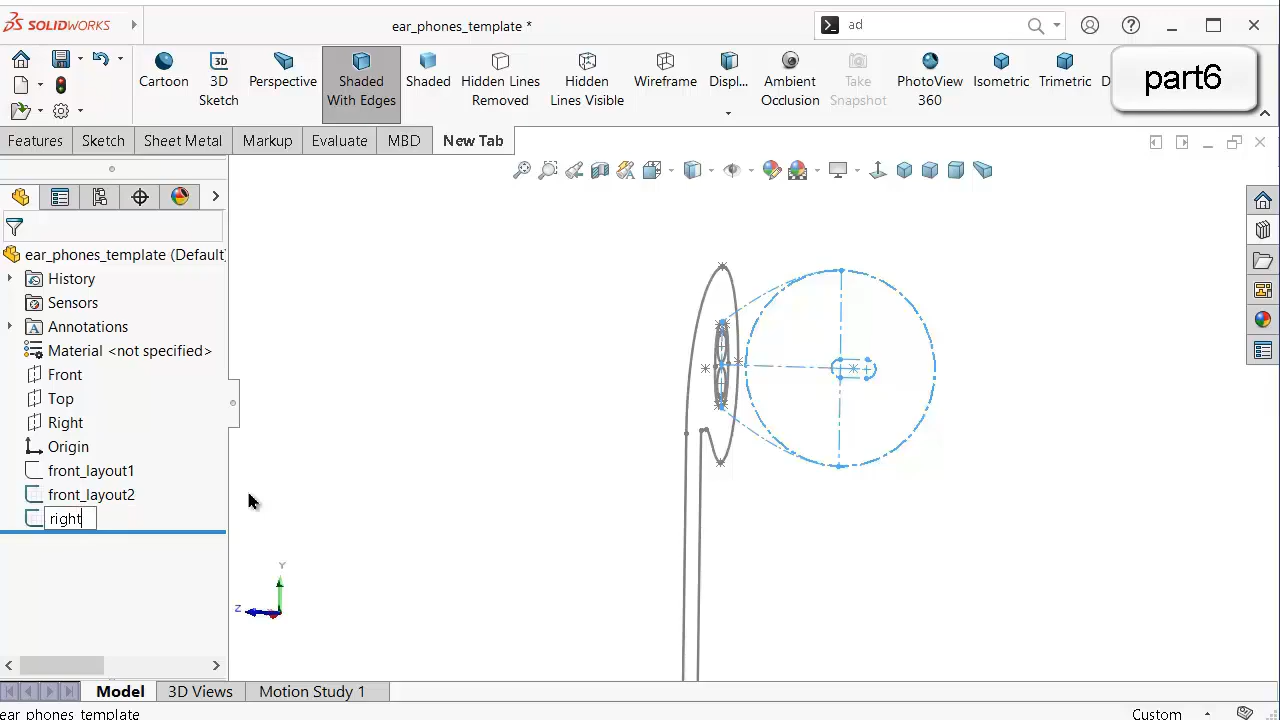 SOLIDWORKS
ear_phones_template *
ad
Cartoon
3D Sketch
Perspective
Shaded With Edges
Shaded
Hidden Lines Removed
Hidden Lines Visible
Wireframe
Displ...
Ambient Occlusion
Take Snapshot
PhotoView 360
Isometric
Trimetric
D
part6
Features
Sketch
Sheet Metal
Markup
Evaluate
MBD
New Tab
ear_phones_template (Default)
History
Sensors
Annotations
Material <not specified>
Front
Top
Right
Origin
front_layout1
front_layout2
right
Y
Z
Model
3D Views
Motion Study 1
ear_phones_template
Custom